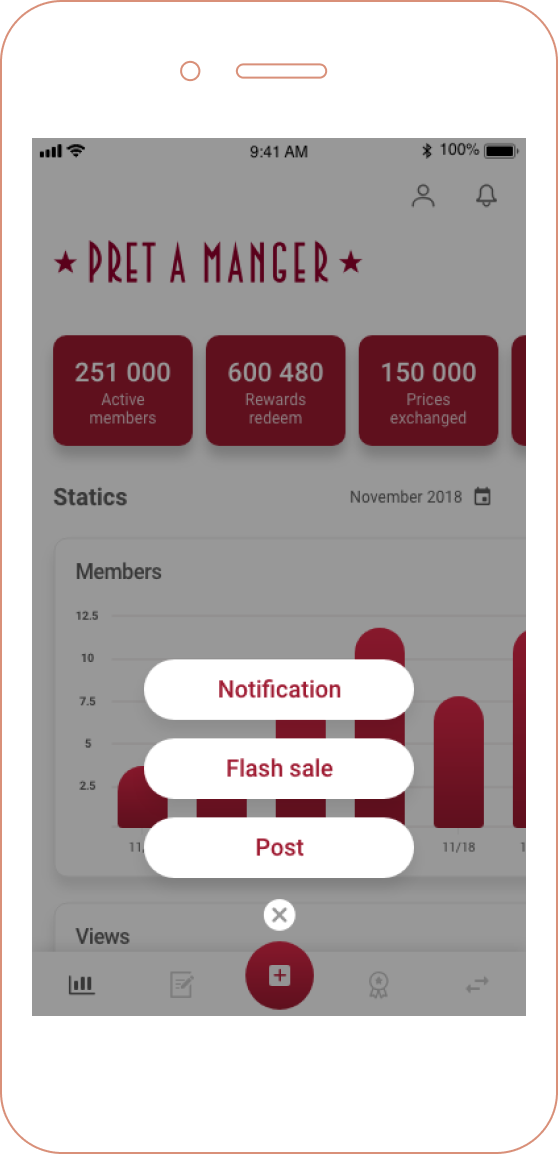 9:41 AM
100%
PRET A MANGER
251 000
Active
members
600 480
Rewards
redeem
150 000
Prices
exchanged
Statics
November 2018
Members
12.5
10
7.5
5
2.5
Notification
Flash sale
Post
11/18
Views